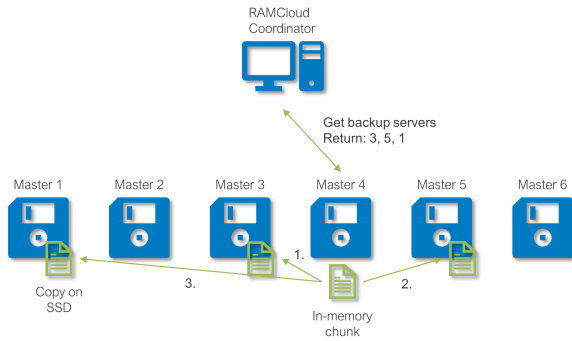 RAMCloud
Coordinator
Get backup servers
Return: 3, 5, 1
Master 1
Master 2
Master 3
Master 4
Master 5
Master 6
1.
3.
2.
Copy on
SSD
In-memory
chunk